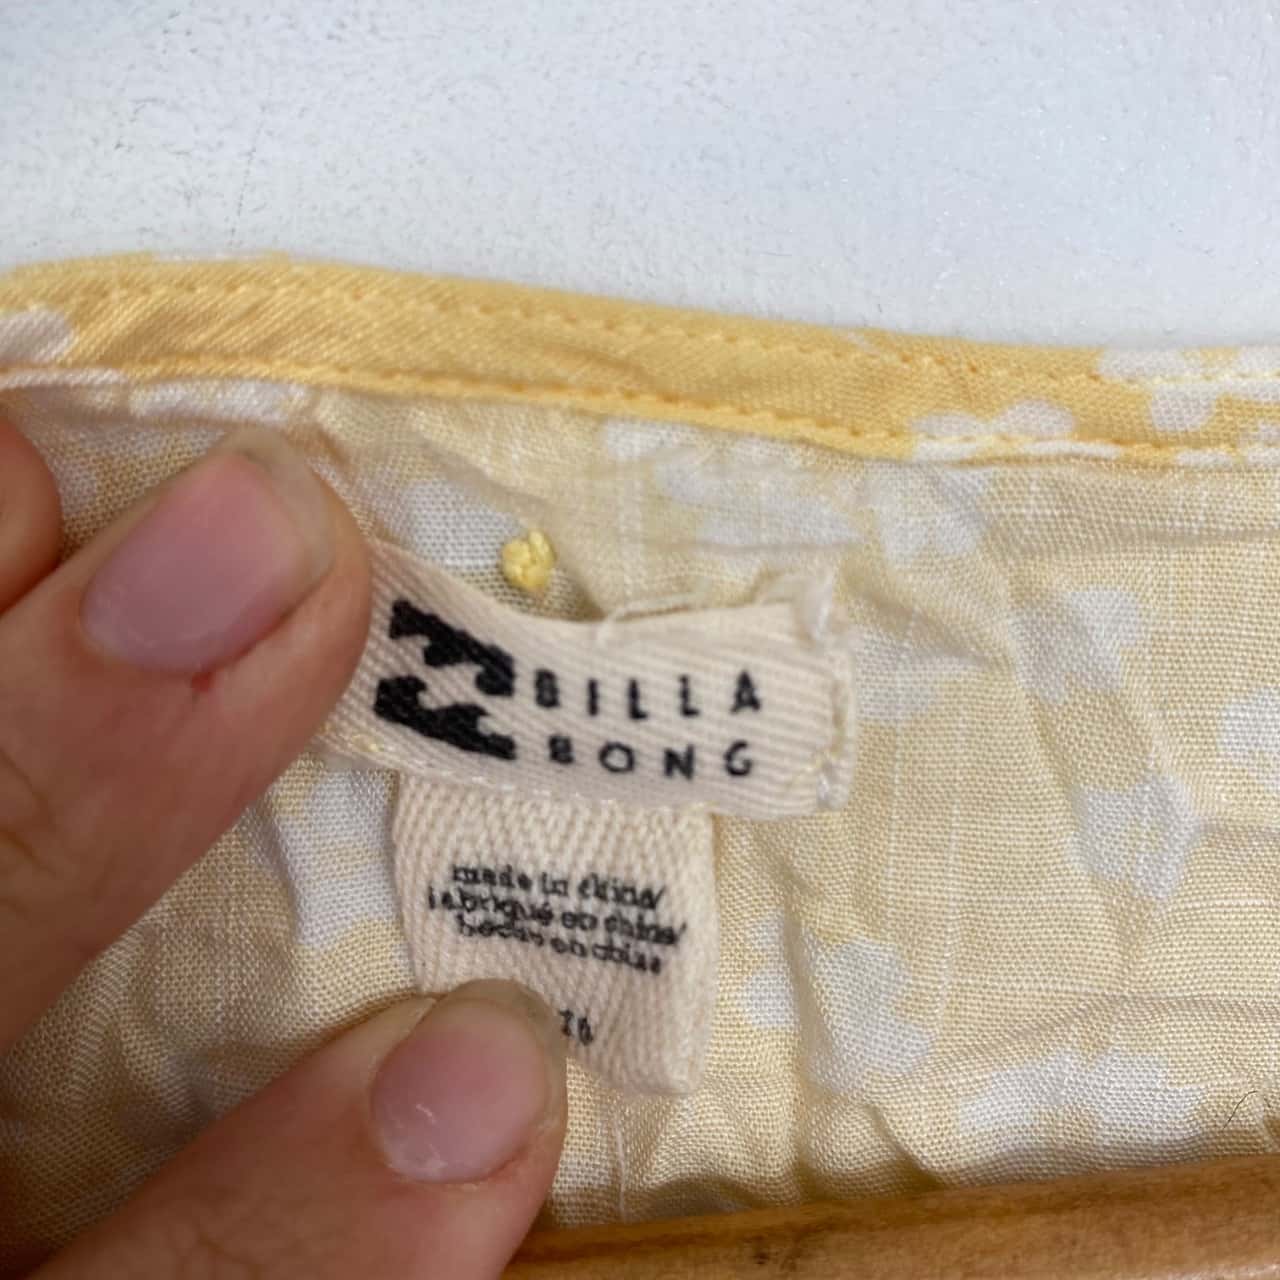 BILLA
BONG
made in china/
fabriqué en chine/
hecho en china